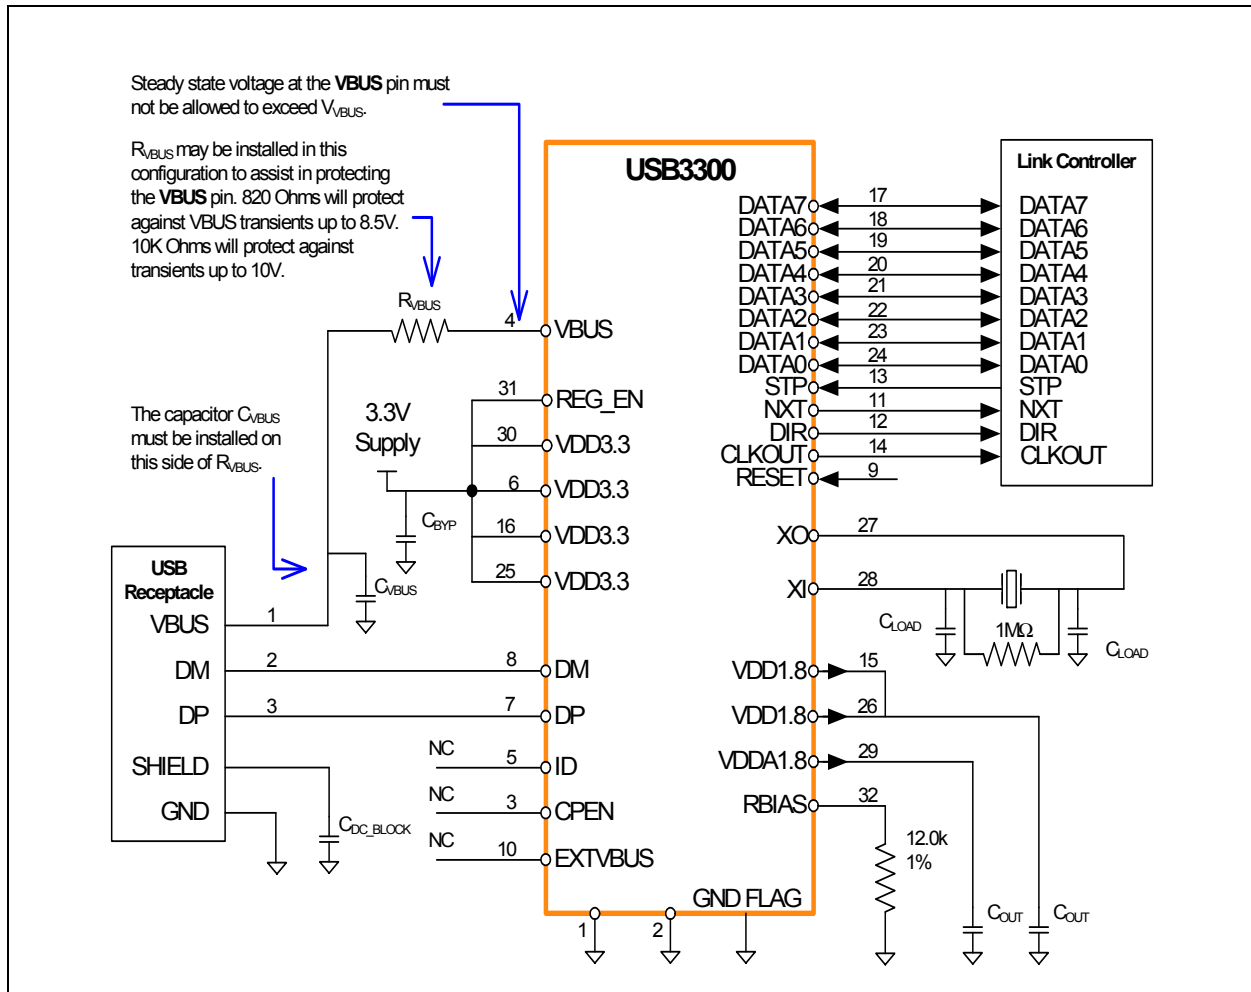 Steady state voltage at the VBUS pin must
not be allowed to exceed VVBUS.
RVBUS may be installed in this
configuration to assist in protecting
the VBUS pin. 820 Ohms will protect
against VBUS transients up to 8.5V.
10K Ohms will protect against
transients up to 10V.
RVBUS
The capacitor CVBUS
must be installed on
this side of RVBUS.
3.3V
Supply
CBYP
CVBUS
USB
Receptacle
VBUS 1
DM 2
DP 3
SHIELD
GND
CDC_BLOCK
USB3300
4 VBUS
31 REG_EN
30 VDD3.3
6 VDD3.3
16 VDD3.3
25 VDD3.3
8 DM
7 DP
NC 5 ID
NC 3 CPEN
NC 10 EXTVBUS
1
2
GND FLAG
Link Controller
DATA7 17 DATA7
DATA6 18 DATA6
DATA5 19 DATA5
DATA4 20 DATA4
DATA3 21 DATA3
DATA2 22 DATA2
DATA1 23 DATA1
DATA0 24 DATA0
STP 13 STP
NXT 11 NXT
DIR 12 DIR
CLKOUT 14 CLKOUT
RESET 9
XO 27
XI 28
CLOAD
1MΩ
CLOAD
VDD1.8 15
VDD1.8 26
VDDA1.8 29
RBIAS 32
12.0k
1%
COUT
COUT